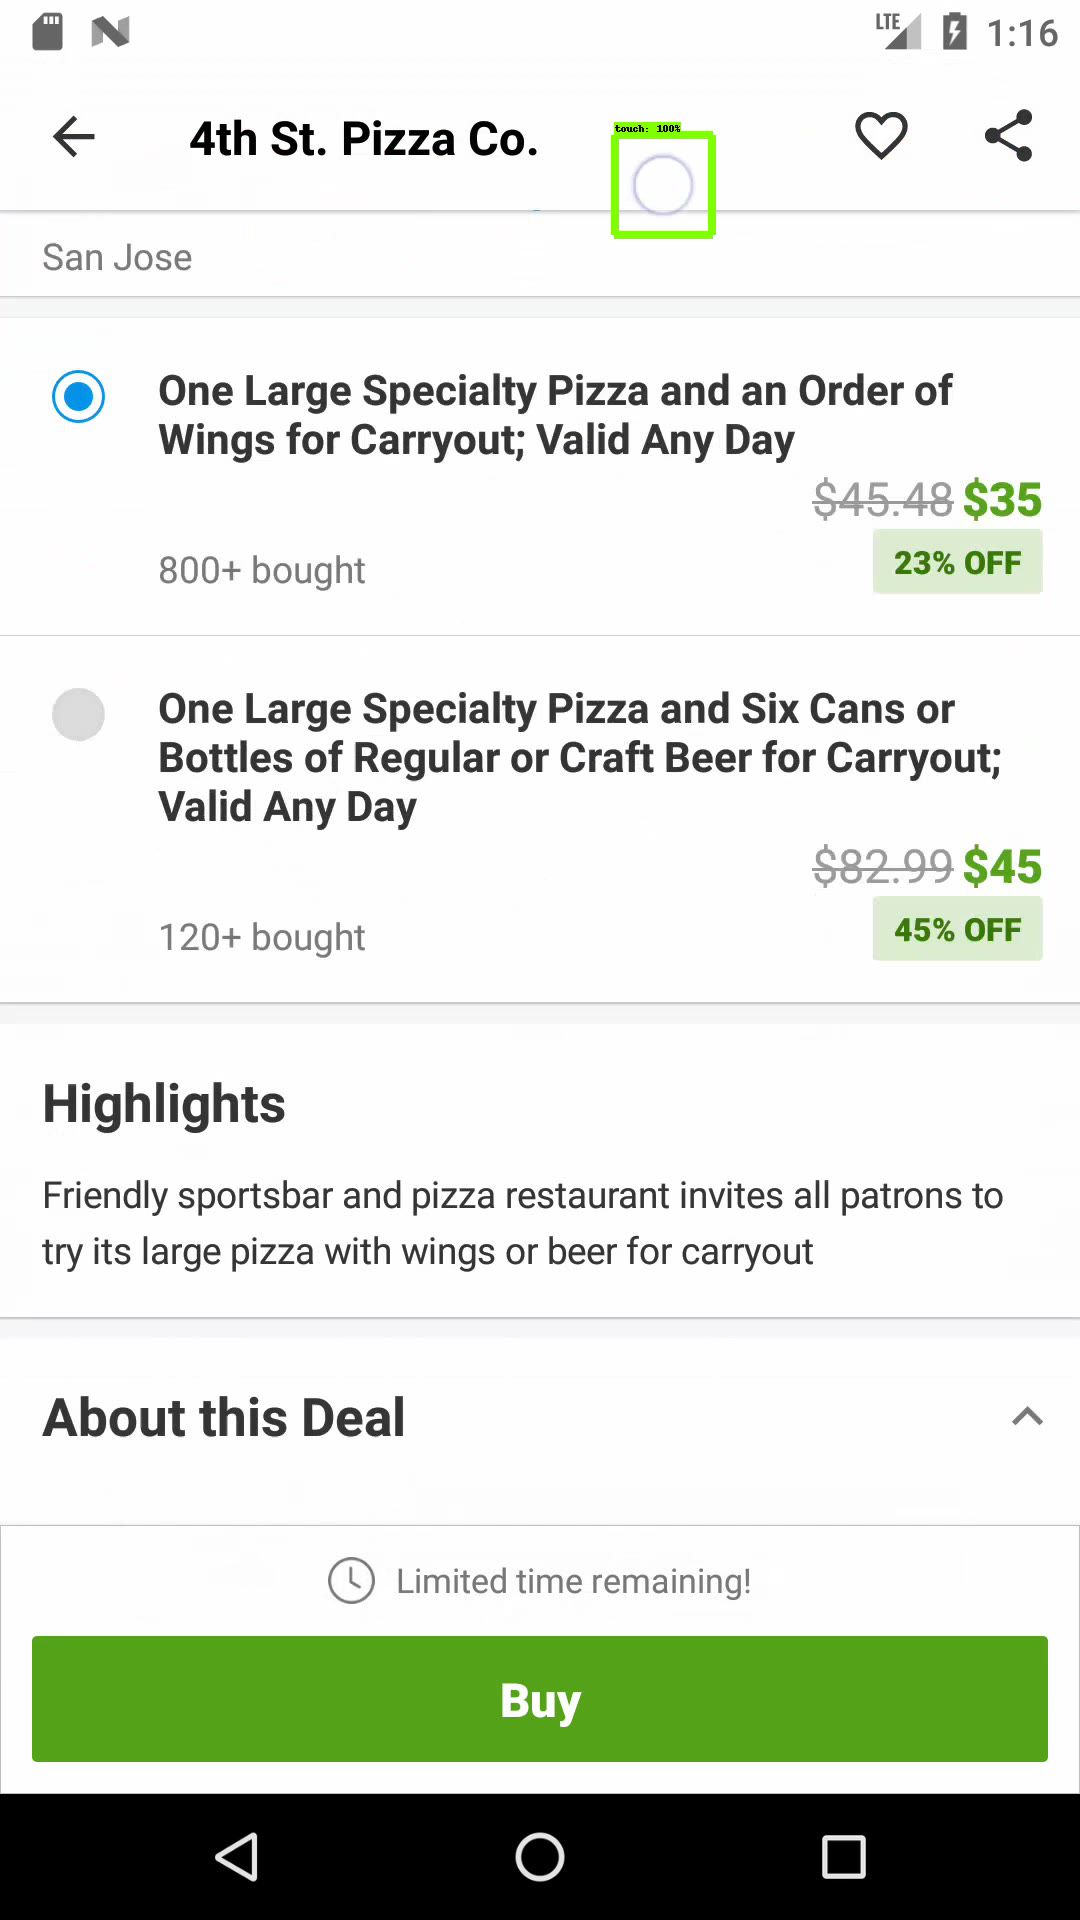 LTE 1:16
4th St. Pizza Co.
touch: 100%
San Jose
One Large Specialty Pizza and an Order of
Wings for Carryout; Valid Any Day
$45.48 $35
800+ bought
23% OFF
One Large Specialty Pizza and Six Cans or
Bottles of Regular or Craft Beer for Carryout;
Valid Any Day
$82.99 $45
120+ bought
45% OFF
Highlights
Friendly sportsbar and pizza restaurant invites all patrons to
try its large pizza with wings or beer for carryout
About this Deal
Limited time remaining!
Buy